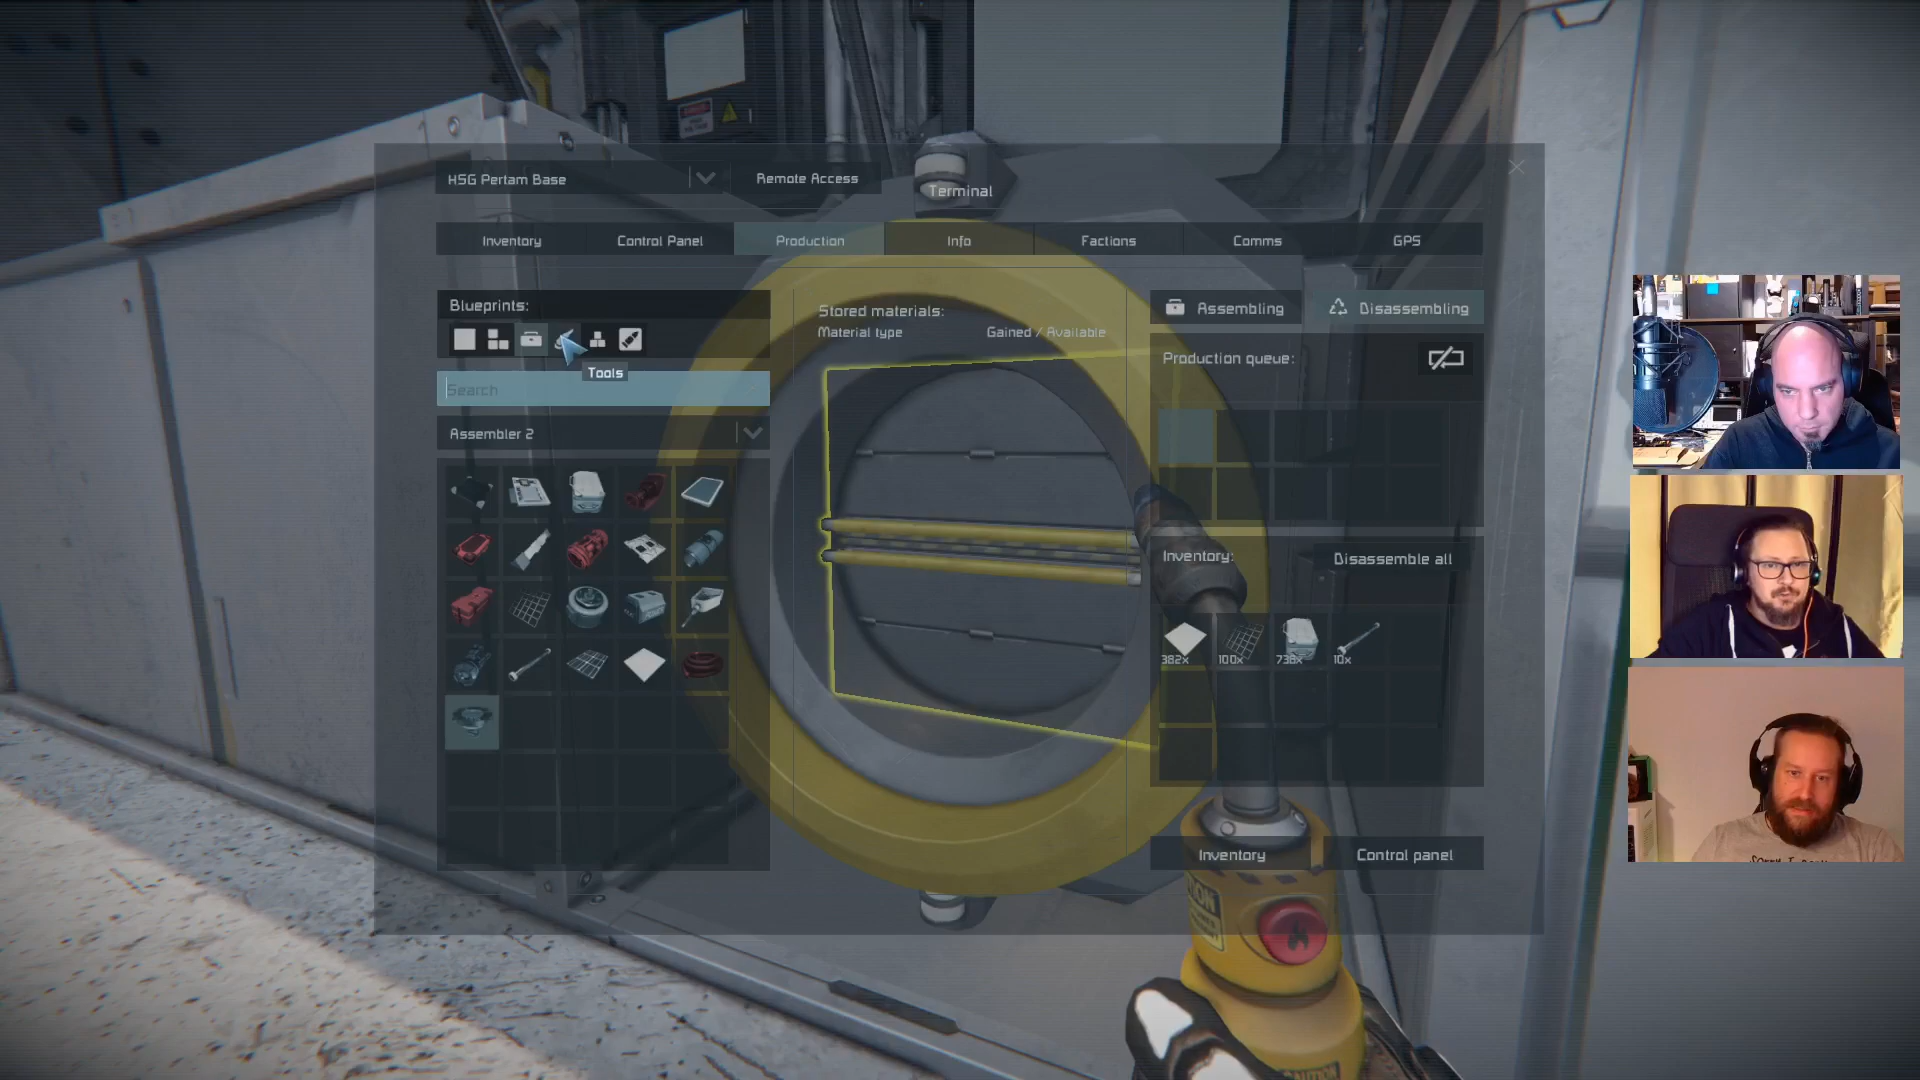 HSG Pertam Base
Remote Access
Terminal
Inventory
Control Panel
Production
Info
Factions
Comms
GPS
Blueprints:
Tools
Search
Assembler 2
Stored materials:
Material type
Gained / Available
Assembling
Disassembling
Production queue:
Inventory:
Disassemble all
382x
100x
738x
10x
Inventory
Control panel
CAUTION